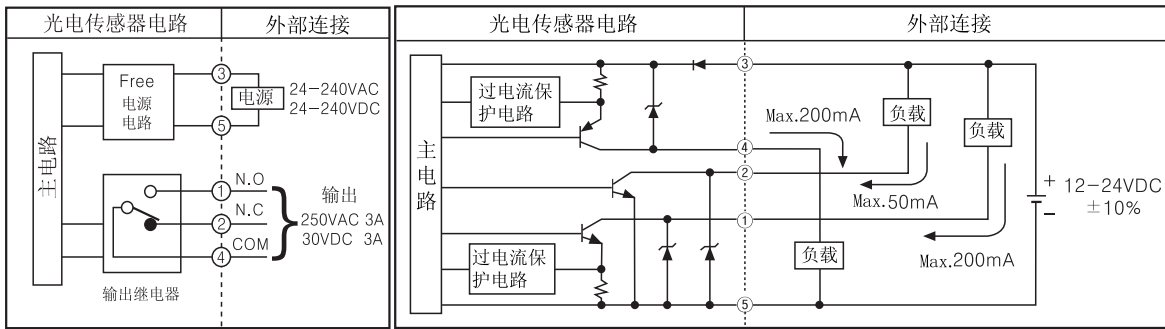 光电传感器电路
外部连接
主电路
Free
电源
电路
③
⑤
电源
24-240VAC
24-240VDC
①
N.O
②
N.C
④
COM
输出
250VAC 3A
30VDC 3A
输出继电器
光电传感器电路
外部连接
主电路
过电流保
护电路
过电流保
护电路
③
④
②
①
⑤
Max.200mA
负载
负载
Max.50mA
负载
Max.200mA
+
12-24VDC
±10%
-